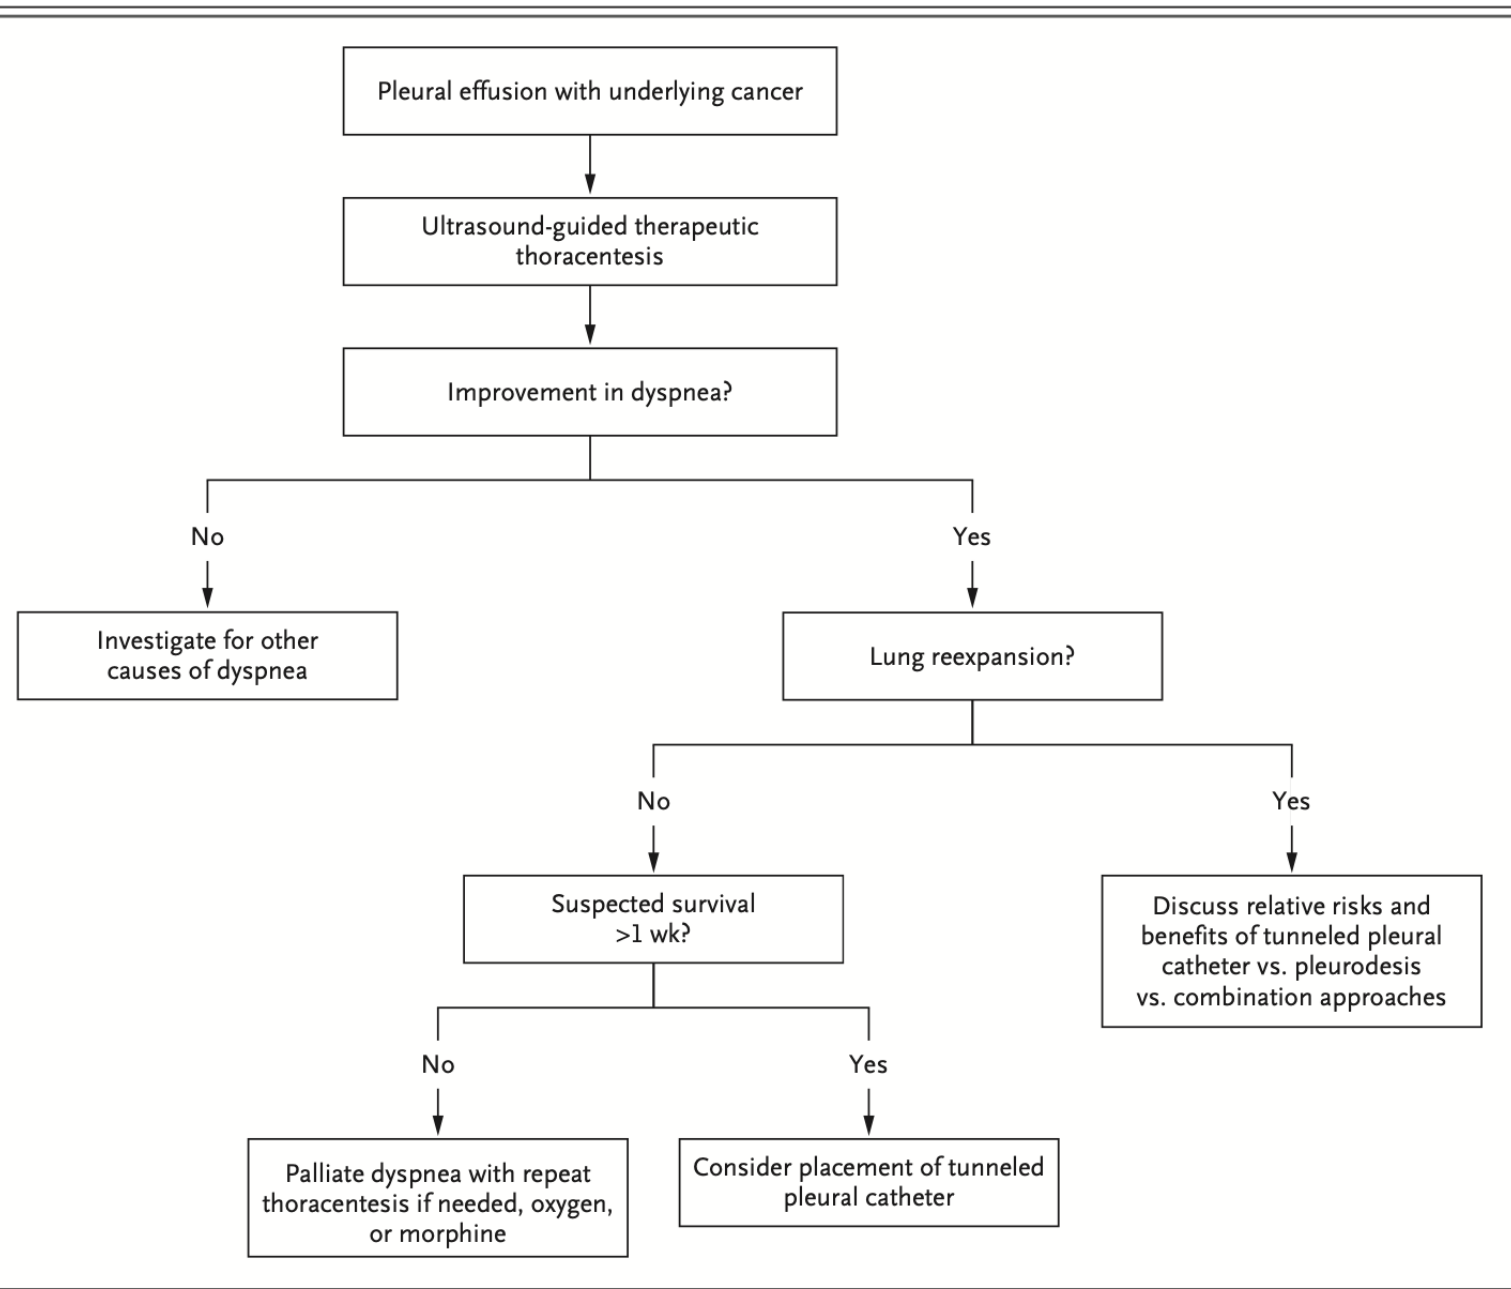 Pleural effusion with underlying cancer
Ultrasound-guided therapeutic
thoracentesis
Improvement in dyspnea?
No
Yes
Investigate for other
causes of dyspnea
Lung reexpansion?
No
Yes
Suspected survival
>1 wk?
Discuss relative risks and
benefits of tunneled pleural
catheter vs. pleurodesis
vs. combination approaches
No
Yes
Palliate dyspnea with repeat
thoracentesis if needed, oxygen,
or morphine
Consider placement of tunneled
pleural catheter